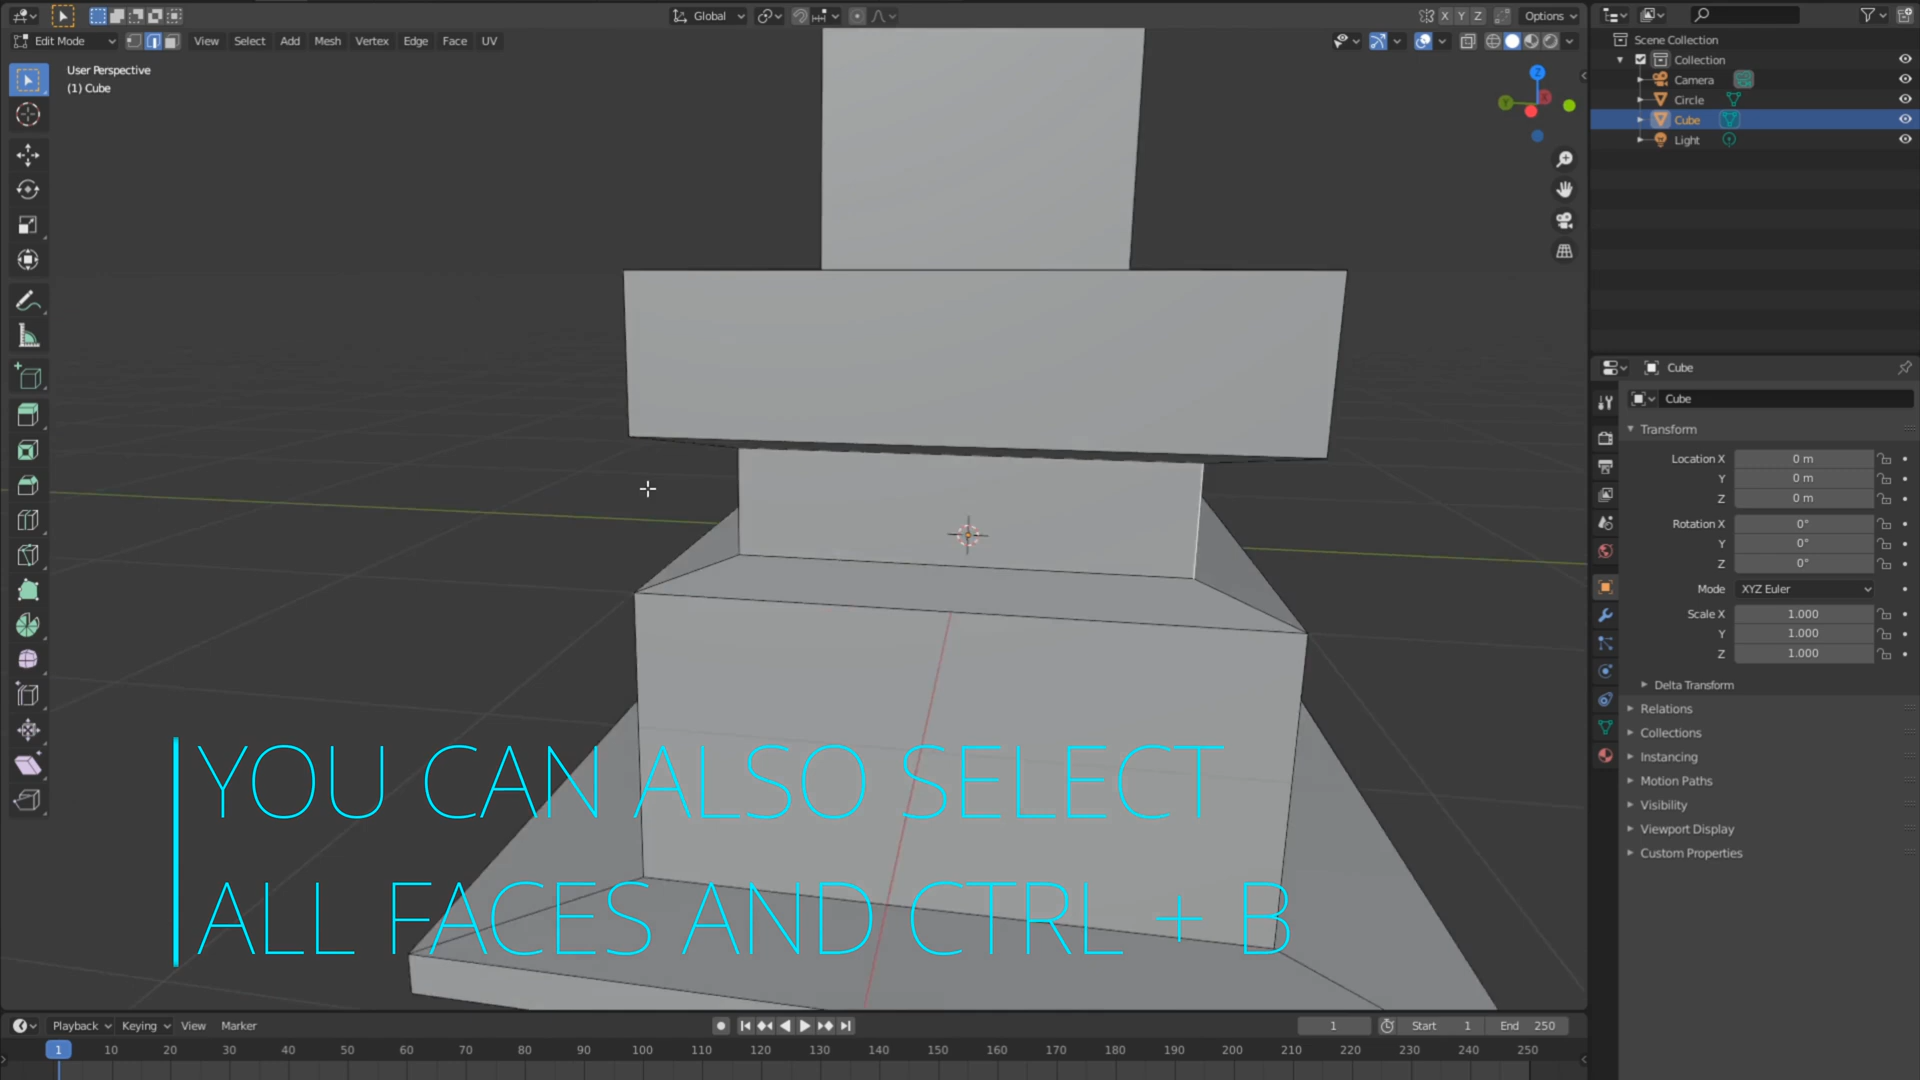 Global
X Y Z
Options
Edit Mode
View Select Add Mesh Vertex Edge Face UV
User Perspective
(1) Cube
Z
Y
X
Scene Collection
Collection
Camera
Circle
Cube
Light
Cube
Cube
Transform
Location X 0 m
Y 0 m
Z 0 m
Rotation X 0°
Y 0°
Z 0°
Mode XYZ Euler
Scale X 1.000
Y 1.000
Z 1.000
Delta Transform
Relations
Collections
Instancing
Motion Paths
Visibility
Viewport Display
Custom Properties
YOU CAN ALSO SELECT
ALL FACES AND CTRL + B
Playback Keying View Marker
1 Start 1 End 250
1 10 20 30 40 50 60 70 80 90 100 110 120 130 140 150 160 170 180 190 200 210 220 230 240 250